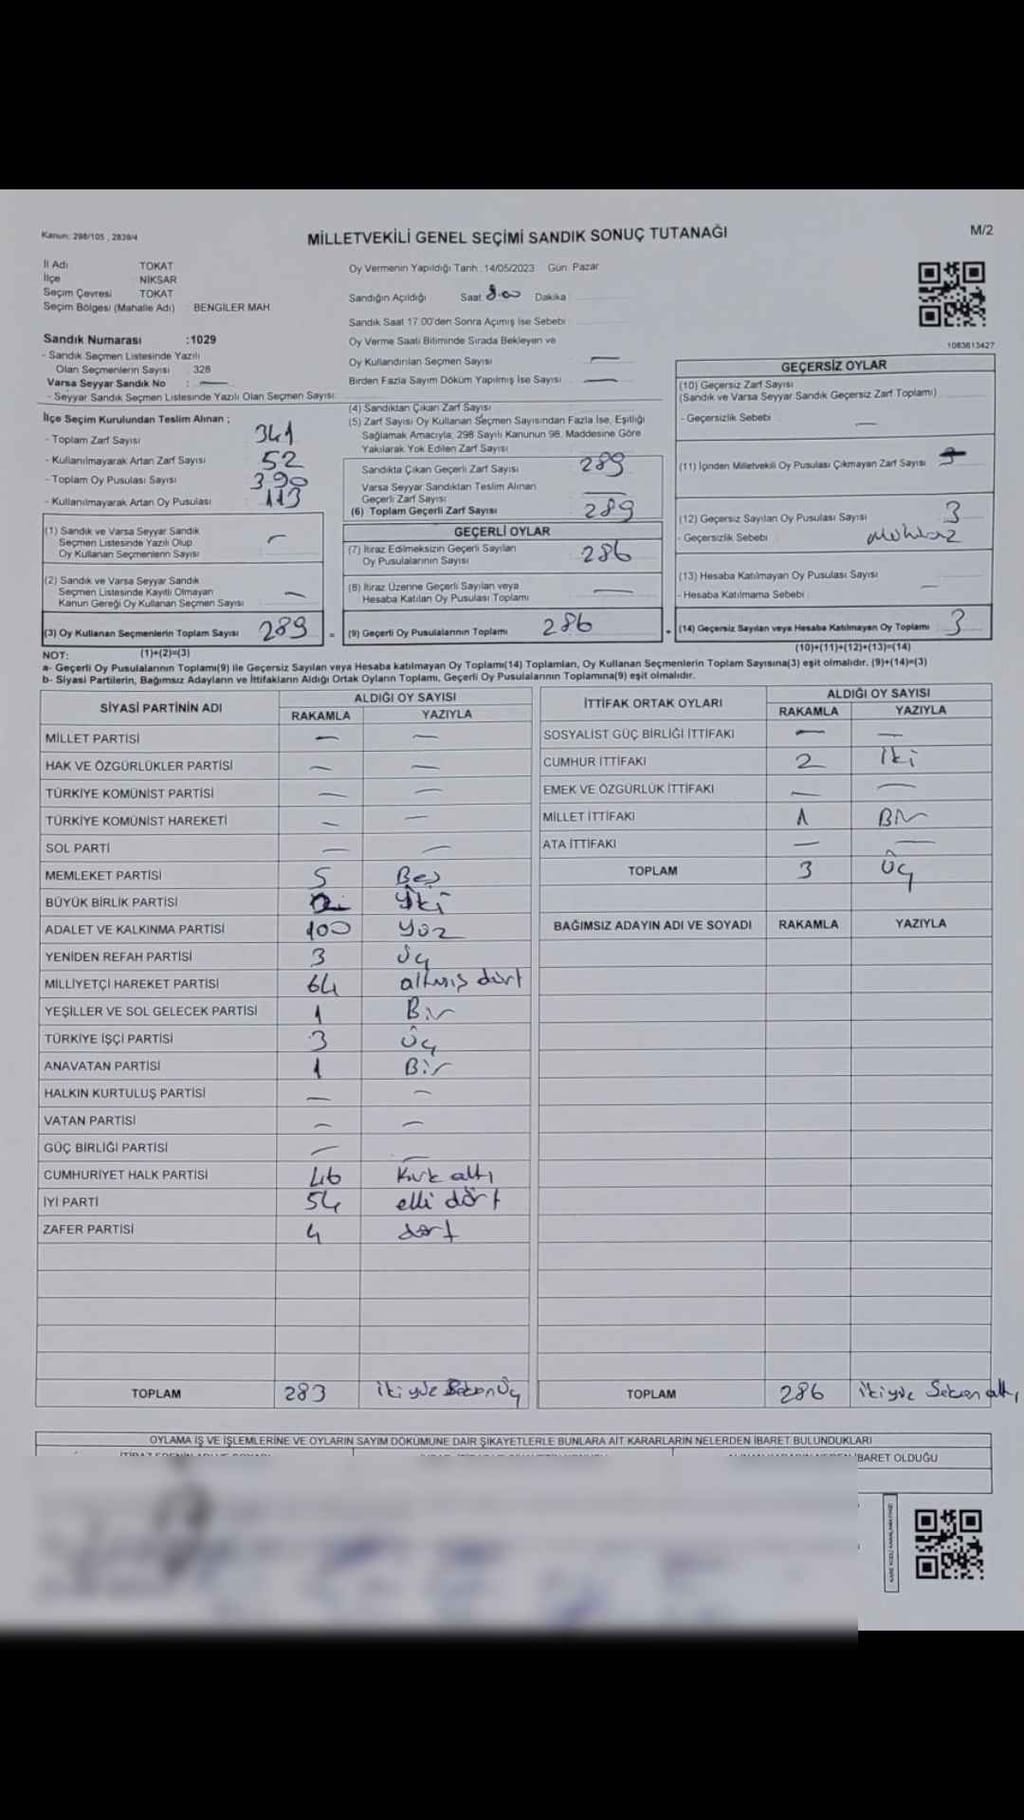 Kanun: 298/105 , 2839/4
MİLLETVEKİLİ GENEL SEÇİMİ SANDIK SONUÇ TUTANAĞI
M/2
İl Adı TOKAT
İlçe NİKSAR
Seçim Çevresi TOKAT
Seçim Bölgesi (Mahalle Adı) BENGİLER MAH
Sandık Numarası :1029
- Sandık Seçmen Listesinde Yazılı
Olan Seçmenlerin Sayısı 328
Varsa Seyyar Sandık No : —
- Seyyar Sandık Seçmen Listesinde Yazılı Olan Seçmen Sayısı
İlçe Seçim Kurulundan Teslim Alınan ;
- Toplam Zarf Sayısı 341
- Kullanılmayarak Artan Zarf Sayısı 52
- Toplam Oy Pusulası Sayısı 390
- Kullanılmayarak Artan Oy Pusulası 113
(1) Sandık ve Varsa Seyyar Sandık
Seçmen Listesinde Yazılı Olup
Oy Kullanan Seçmenlerin Sayısı —
(2) Sandık ve Varsa Seyyar Sandık
Seçmen Listesinde Kayıtlı Olmayan
Kanun Gereği Oy Kullanan Seçmen Sayısı —
(3) Oy Kullanan Seçmenlerin Toplam Sayısı 289
Oy Vermenin Yapıldığı Tarih : 14/05/2023 Gün: Pazar
Sandığın Açıldığı Saat 8.00 Dakika
Sandık Saat 17.00'den Sonra Açımış İse Sebebi
Oy Verme Saati Bitiminde Sırada Bekleyen ve
Oy Kullandırılan Seçmen Sayısı —
Birden Fazla Sayım Döküm Yapılmış İse Sayısı —
(4) Sandıktan Çıkan Zarf Sayısı
(5) Zarf Sayısı Oy Kullanan Seçmen Sayısından Fazla İse, Eşitliği
Sağlamak Amacıyla, 298 Sayılı Kanunun 98. Maddesine Göre
Yakılarak Yok Edilen Zarf Sayısı
Sandıkta Çıkan Geçerli Zarf Sayısı 289
Varsa Seyyar Sandıktan Teslim Alınan
Geçerli Zarf Sayısı —
(6) Toplam Geçerli Zarf Sayısı 289
GEÇERLİ OYLAR
(7) İtiraz Edilmeksizin Geçerli Sayılan
Oy Pusulalarının Sayısı 286
(8) İtiraz Üzerine Geçerli Sayılan veya
Hesaba Katılan Oy Pusulası Toplamı —
= (9) Geçerli Oy Pusulalarının Toplamı 286
1083613427
GEÇERSİZ OYLAR
(10) Geçersiz Zarf Sayısı
(Sandık ve Varsa Seyyar Sandık Geçersiz Zarf Toplamı)
- Geçersizlik Sebebi —
(11) İçinden Milletvekili Oy Pusulası Çıkmayan Zarf Sayısı
(12) Geçersiz Sayılan Oy Pusulası Sayısı 3
- Geçersizlik Sebebi
(13) Hesaba Katılmayan Oy Pusulası Sayısı
- Hesaba Katılmama Sebebi —
+ (14) Geçersiz Sayılan veya Hesaba Katılmayan Oy Toplamı 3
NOT: (1)+(2)=(3) (10)+(11)+(12)+(13)=(14)
a- Geçerli Oy Pusulalarının Toplamı(9) ile Geçersiz Sayılan veya Hesaba katılmayan Oy Toplamı(14) Toplamları, Oy Kullanan Seçmenlerin Toplam Sayısına(3) eşit olmalıdır. (9)+(14)=(3)
b- Siyasi Partilerin, Bağımsız Adayların ve İttifakların Aldığı Ortak Oyların Toplamı, Geçerli Oy Pusulalarının Toplamına(9) eşit olmalıdır.
SİYASİ PARTİNİN ADI ALDIĞI OY SAYISI
RAKAMLA YAZIYLA
MİLLET PARTİSİ — —
HAK VE ÖZGÜRLÜKLER PARTİSİ — —
TÜRKİYE KOMÜNİST PARTİSİ — —
TÜRKİYE KOMÜNİST HAREKETİ — —
SOL PARTİ — —
MEMLEKET PARTİSİ 5 Beş
BÜYÜK BİRLİK PARTİSİ iki
ADALET VE KALKINMA PARTİSİ 100 Yüz
YENİDEN REFAH PARTİSİ 3 Üç
MİLLİYETÇİ HAREKET PARTİSİ 64 altmış dört
YEŞİLLER VE SOL GELECEK PARTİSİ 1 Bir
TÜRKİYE İŞÇİ PARTİSİ 3 Üç
ANAVATAN PARTİSİ 1 Bir
HALKIN KURTULUŞ PARTİSİ — —
VATAN PARTİSİ — —
GÜÇ BİRLİĞİ PARTİSİ — —
CUMHURİYET HALK PARTİSİ 46 Kırk altı
İYİ PARTİ 54 elli dört
ZAFER PARTİSİ 4 dört
TOPLAM 283 iki yüz Seksen Üç
İTTİFAK ORTAK OYLARI ALDIĞI OY SAYISI
RAKAMLA YAZIYLA
SOSYALİST GÜÇ BİRLİĞİ İTTİFAKI — —
CUMHUR İTTİFAKI 2 İki
EMEK VE ÖZGÜRLÜK İTTİFAKI — —
MİLLET İTTİFAKI 1 Bir
ATA İTTİFAKI — —
TOPLAM 3 Üç
BAĞIMSIZ ADAYIN ADI VE SOYADI RAKAMLA YAZIYLA
TOPLAM 286 iki yüz Seksen altı
OYLAMA İŞ VE İŞLEMLERİNE VE OYLARIN SAYIM DÖKÜMÜNE DAİR ŞİKAYETLERLE BUNLARA AİT KARARLARIN NELERDEN İBARET BULUNDUKLARI
İBARET OLDUĞU